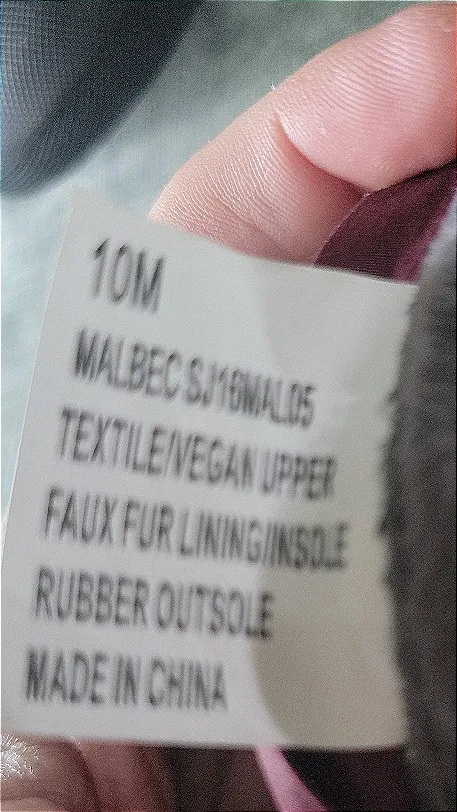 10M
MALBEC SJ16MAL05
TEXTILE/VEGAN UPPER
FAUX FUR LINING/INSOLE
RUBBER OUTSOLE
MADE IN CHINA